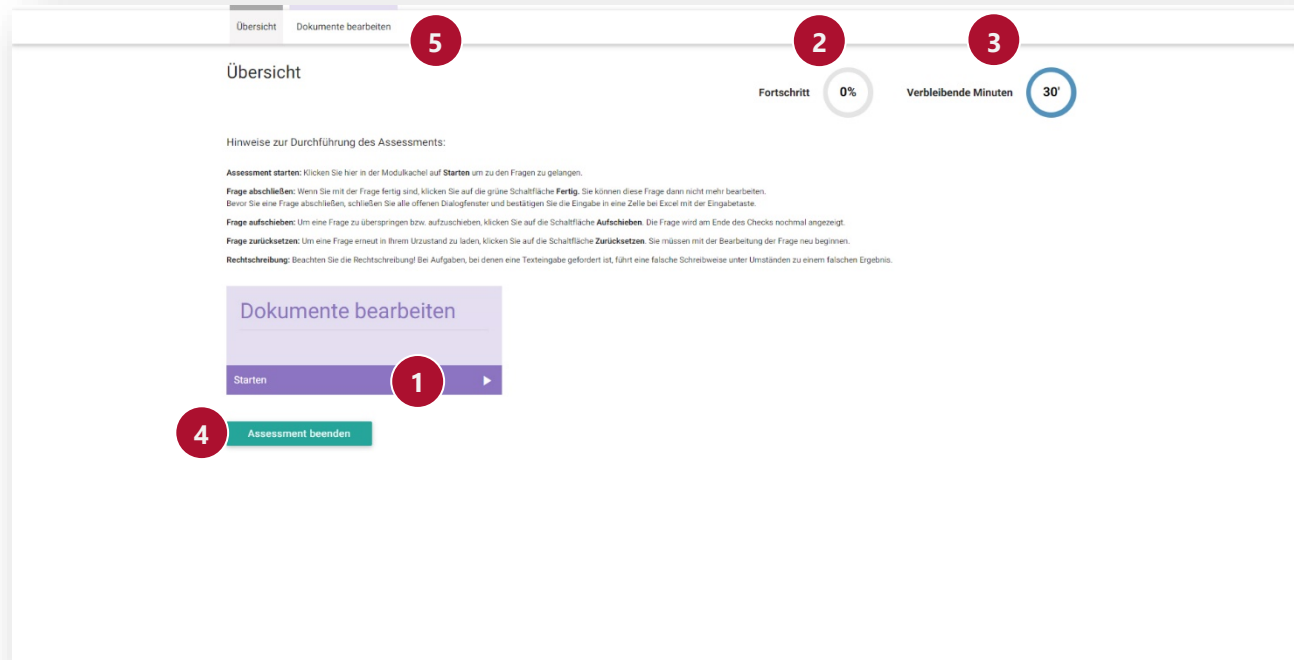 Übersicht Dokumente bearbeiten
5
2
3
Übersicht
Fortschritt 0% Verbleibende Minuten 30'
Hinweise zur Durchführung des Assessments:
Assessment starten: Klicken Sie hier in der Modulkachel auf Starten um zu den Fragen zu gelangen.
Frage abschließen: Wenn Sie mit der Frage fertig sind, klicken Sie auf die grüne Schaltfläche Fertig. Sie können diese Frage dann nicht mehr bearbeiten.
Bevor Sie eine Frage abschließen, schließen Sie alle offenen Dialogfenster und bestätigen Sie die Eingabe in eine Zelle bei Excel mit der Eingabetaste.
Frage aufschieben: Um eine Frage zu überspringen bzw. aufzuschieben, klicken Sie auf die Schaltfläche Aufschieben. Die Frage wird am Ende des Checks nochmal angezeigt.
Frage zurücksetzen: Um eine Frage erneut in Ihrem Urzustand zu laden, klicken Sie auf die Schaltfläche Zurücksetzen. Sie müssen mit der Bearbeitung der Frage neu beginnen.
Rechtschreibung: Beachten Sie die Rechtschreibung! Bei Aufgaben, bei denen eine Texteingabe gefordert ist, führt eine falsche Schreibweise unter Umständen zu einem falschen Ergebnis.
Dokumente bearbeiten
Starten 1
4 Assessment beenden